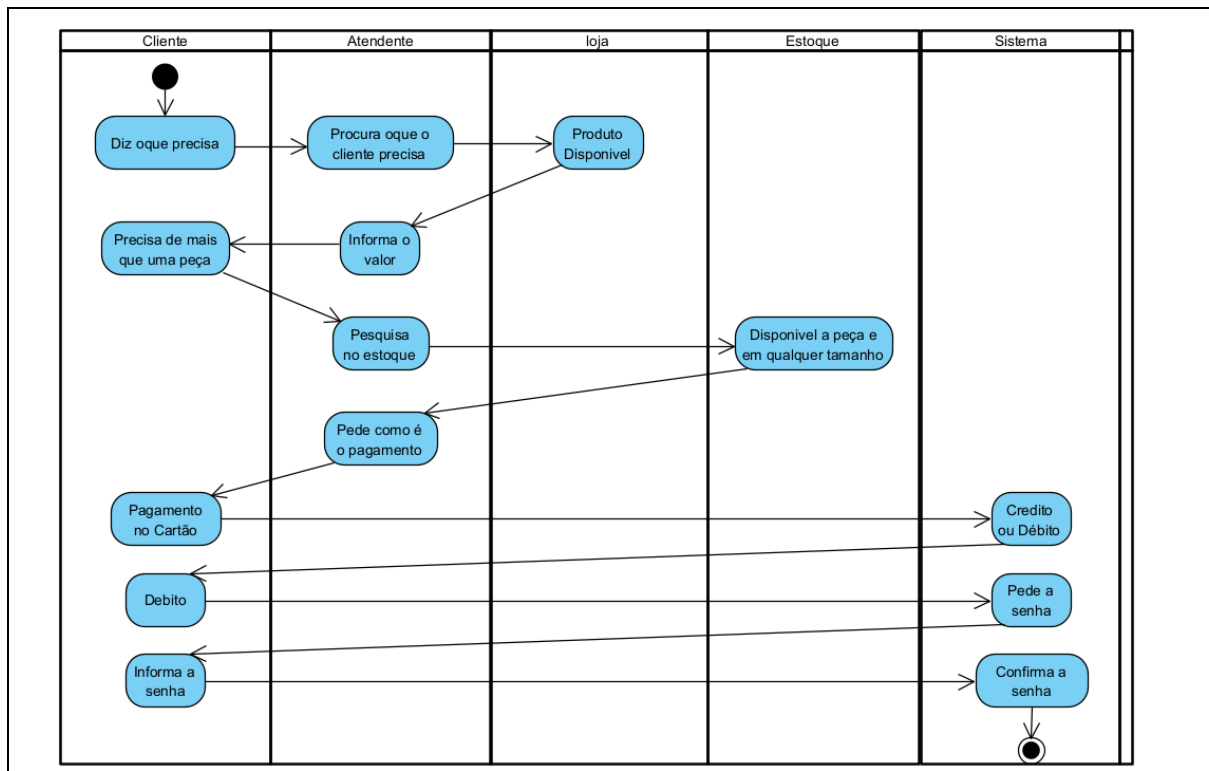 Cliente
Atendente
loja
Estoque
Sistema
Diz oque precisa
Procura oque o
cliente precisa
Produto
Disponivel
Precisa de mais
que uma peça
Informa o
valor
Pesquisa
no estoque
Disponivel a peça e
em qualquer tamanho
Pede como é
o pagamento
Pagamento
no Cartão
Credito
ou Débito
Debito
Pede a
senha
Informa a
senha
Confirma a
senha